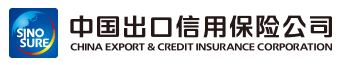 SINO
SURE
中国出口信用保险公司
CHINA EXPORT & CREDIT INSURANCE CORPORATION